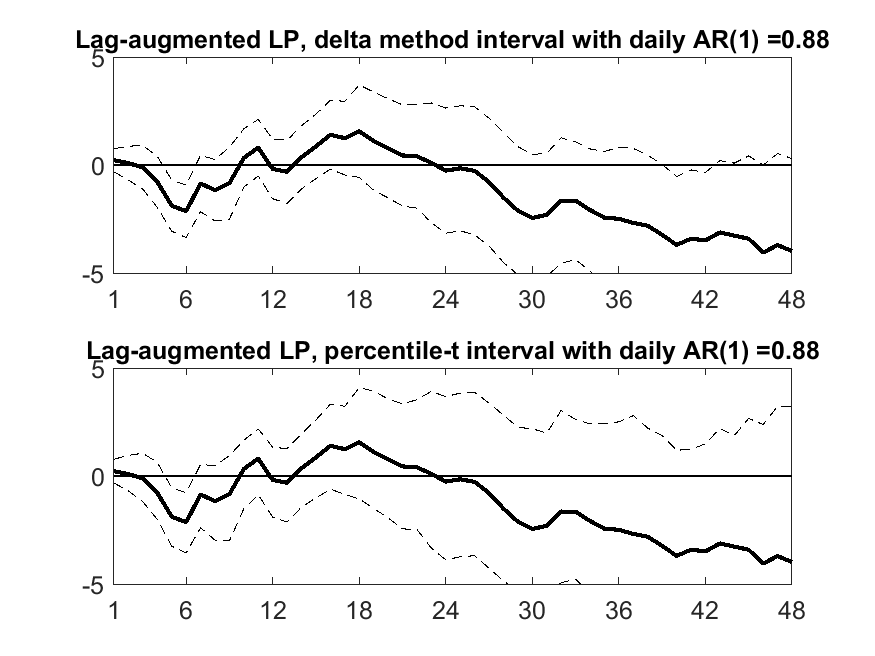 Lag-augmented LP, delta method interval with daily AR(1) =0.88
5
0
-5
1 6 12 18 24 30 36 42 48
Lag-augmented LP, percentile-t interval with daily AR(1) =0.88
5
0
-5
1 6 12 18 24 30 36 42 48